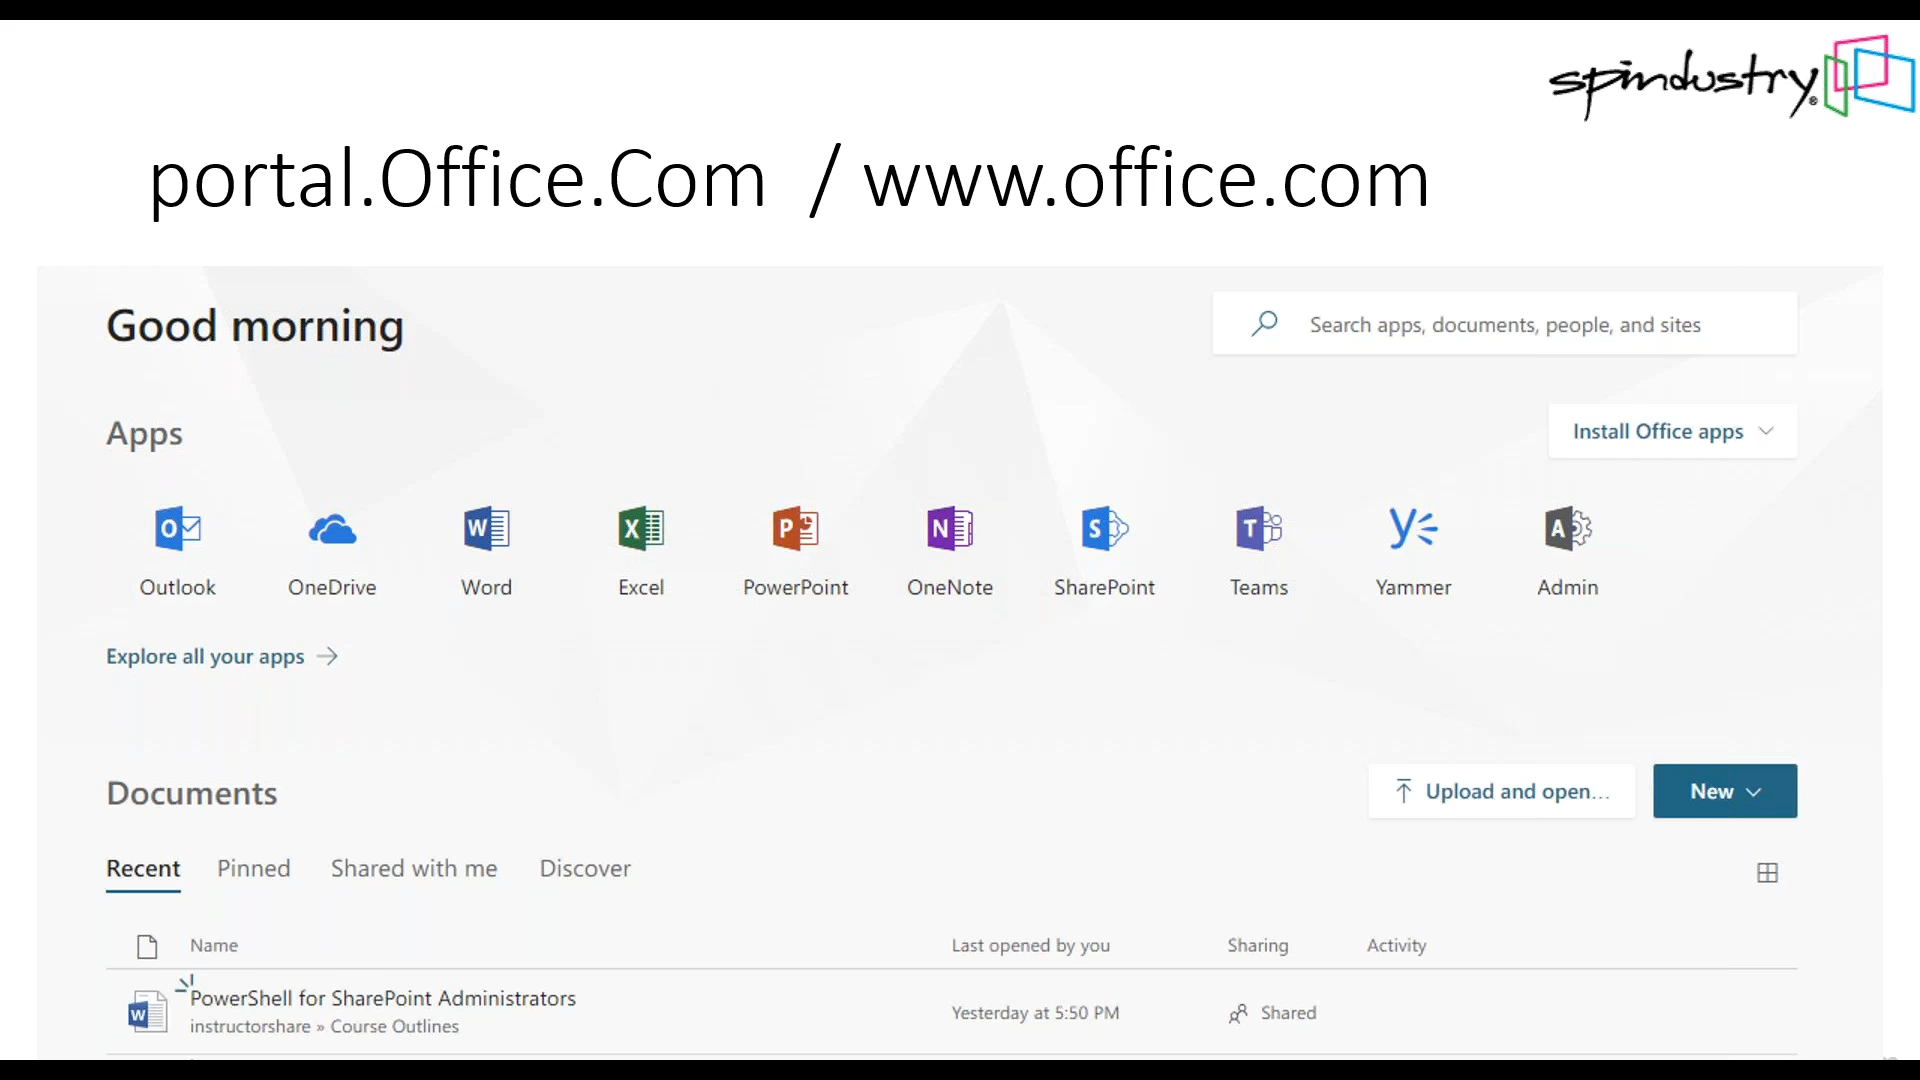 spindustry
portal.Office.Com / www.office.com
Good morning
Search apps, documents, people, and sites
Apps
Install Office apps
Outlook OneDrive Word Excel PowerPoint OneNote SharePoint Teams Yammer Admin
Explore all your apps
Documents
Upload and open...
New
Recent Pinned Shared with me Discover
Name Last opened by you Sharing Activity
PowerShell for SharePoint Administrators
instructorshare » Course Outlines
Yesterday at 5:50 PM
Shared